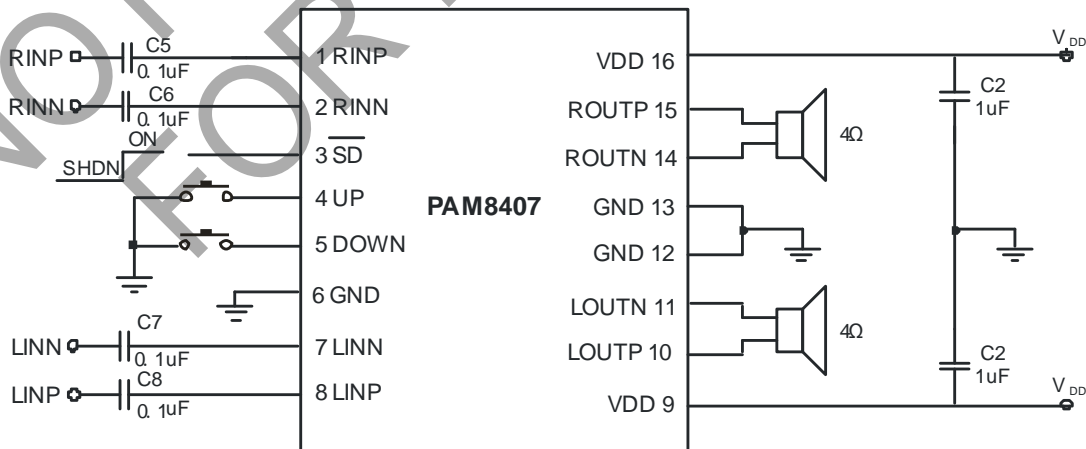 NOT
FOR
RINP
C5
0.1uF
1 RINP
RINN
C6
0.1uF
2 RINN
ON
SHDN
3 SD
4 UP
5 DOWN
6 GND
LINN
C7
0.1uF
7 LINN
LINP
C8
0.1uF
8 LINP
PAM8407
VDD 16
VDD
ROUTP 15
ROUTN 14
4Ω
C2
1uF
GND 13
GND 12
LOUTN 11
LOUTP 10
4Ω
C2
1uF
VDD 9
VDD